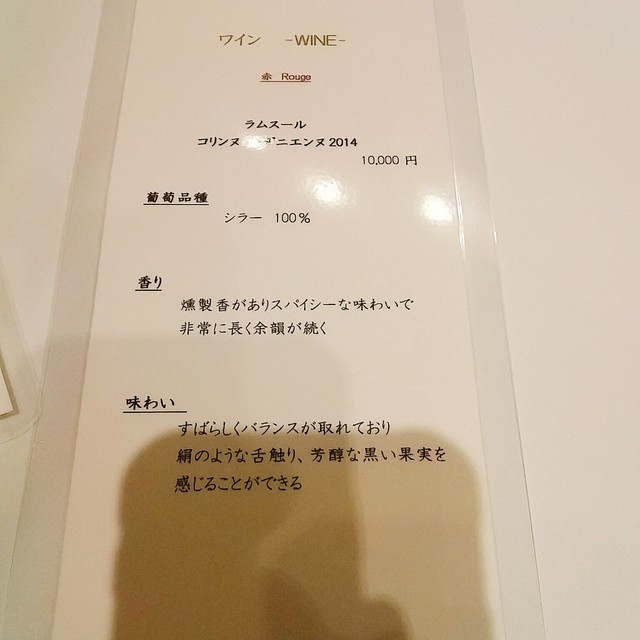 ワイン -WINE-
赤 Rouge
ラムスール
コリンヌ ニエンヌ 2014
10,000 円
葡萄品種
シラー 100%
香り
燻製香がありスパイシーな味わいで
非常に長く余韻が続く
味わい
すばらしくバランスが取れており
絹のような舌触り、芳醇な黒い果実を
感じることができる